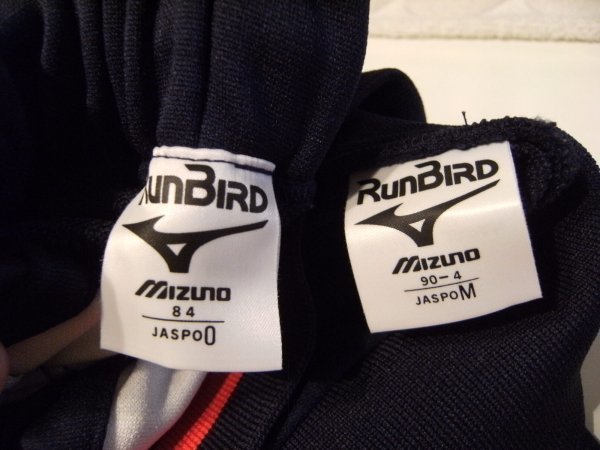 RUNBIRD
MIZUNO
84
JASPO O
RUNBIRD
MIZUNO
90-4
JASPO M